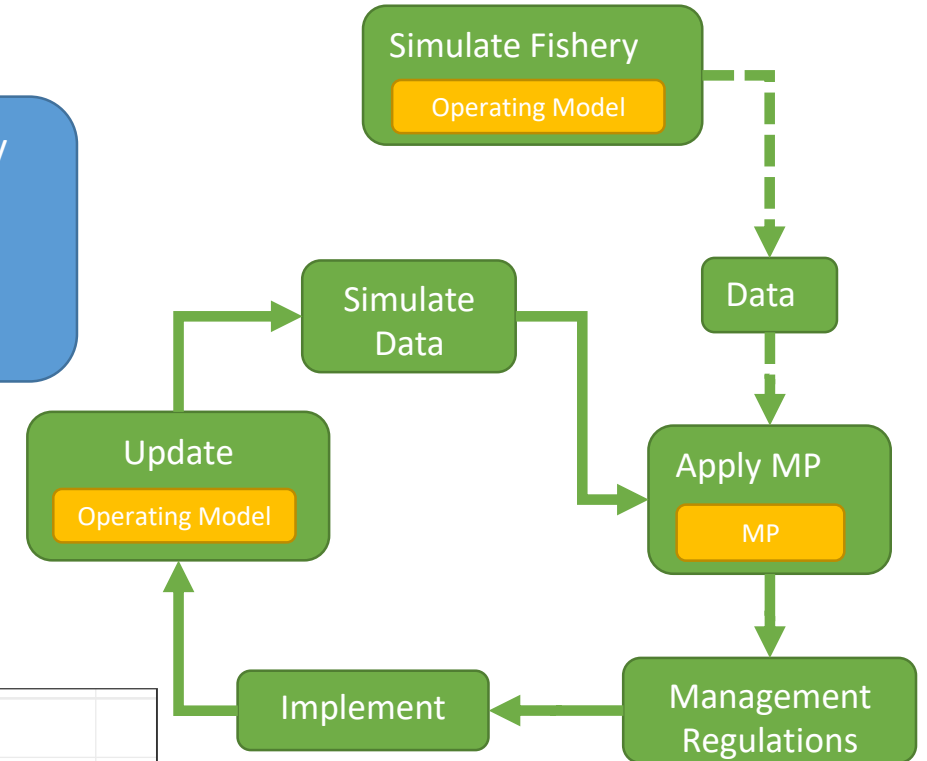 Simulate Fishery
Operating Model
Data
Simulate
Data
Update
Operating Model
Apply MP
MP
Implement
Management
Regulations